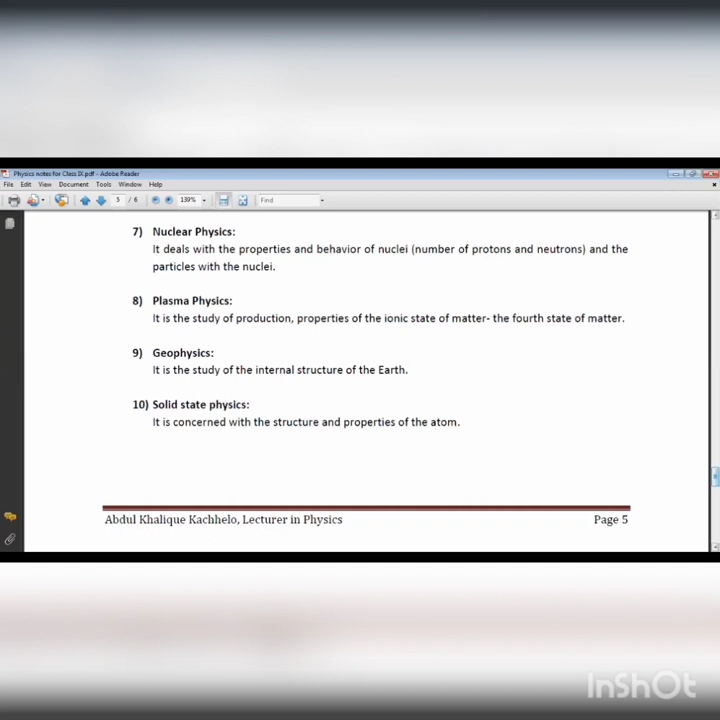 Physics notes for Class IX.pdf - Adobe Reader
File Edit View Document Tools Window Help
5 / 6 139% Find
7) Nuclear Physics:
It deals with the properties and behavior of nuclei (number of protons and neutrons) and the
particles with the nuclei.
8) Plasma Physics:
It is the study of production, properties of the ionic state of matter- the fourth state of matter.
9) Geophysics:
It is the study of the internal structure of the Earth.
10) Solid state physics:
It is concerned with the structure and properties of the atom.
Abdul Khalique Kachhelo, Lecturer in Physics Page 5
InShOt